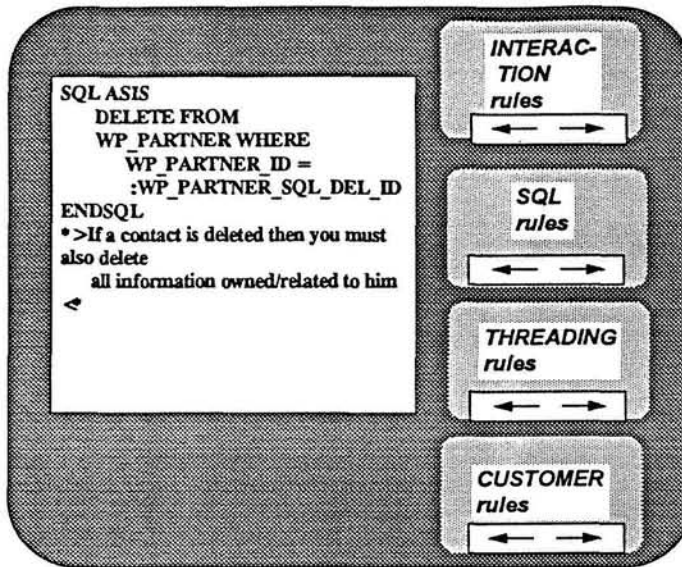 SQL ASIS
DELETE FROM
WP_PARTNER WHERE
WP_PARTNER_ID =
:WP_PARTNER_SQL_DEL_ID
ENDSQL
* >If a contact is deleted then you must
also delete
all information owned/related to him
<*
INTERAC-
TION
rules
SQL
rules
THREADING
rules
CUSTOMER
rules